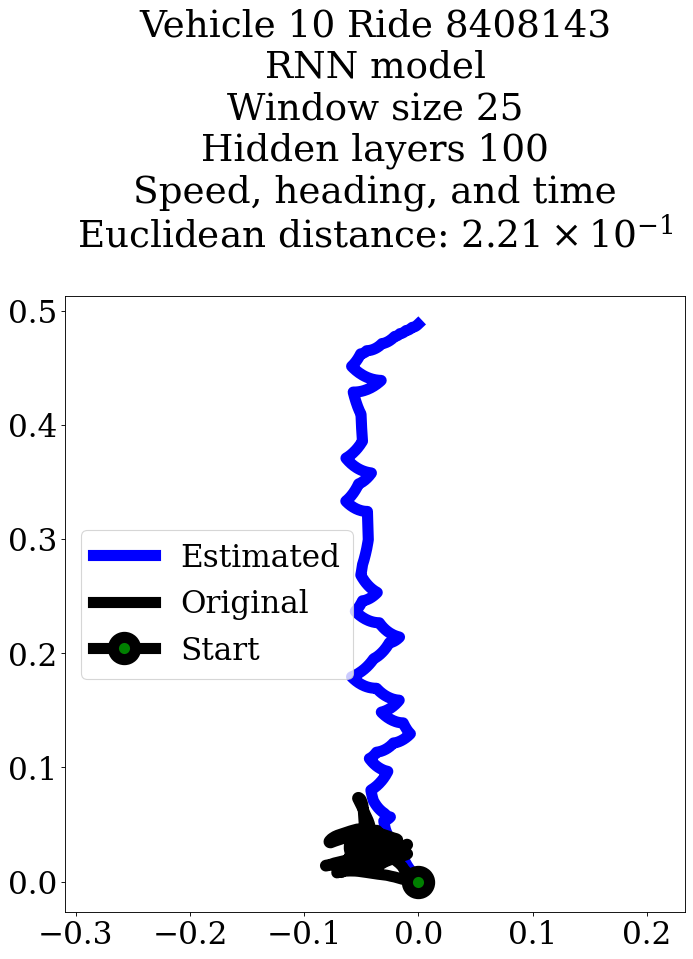 Vehicle 10 Ride 8408143
RNN model
Window size 25
Hidden layers 100
Speed, heading, and time
Euclidean distance: 2.21 × 10⁻¹
0.5
0.4
0.3
0.2
0.1
0.0
Estimated
Original
Start
−0.3 −0.2 −0.1 0.0 0.1 0.2